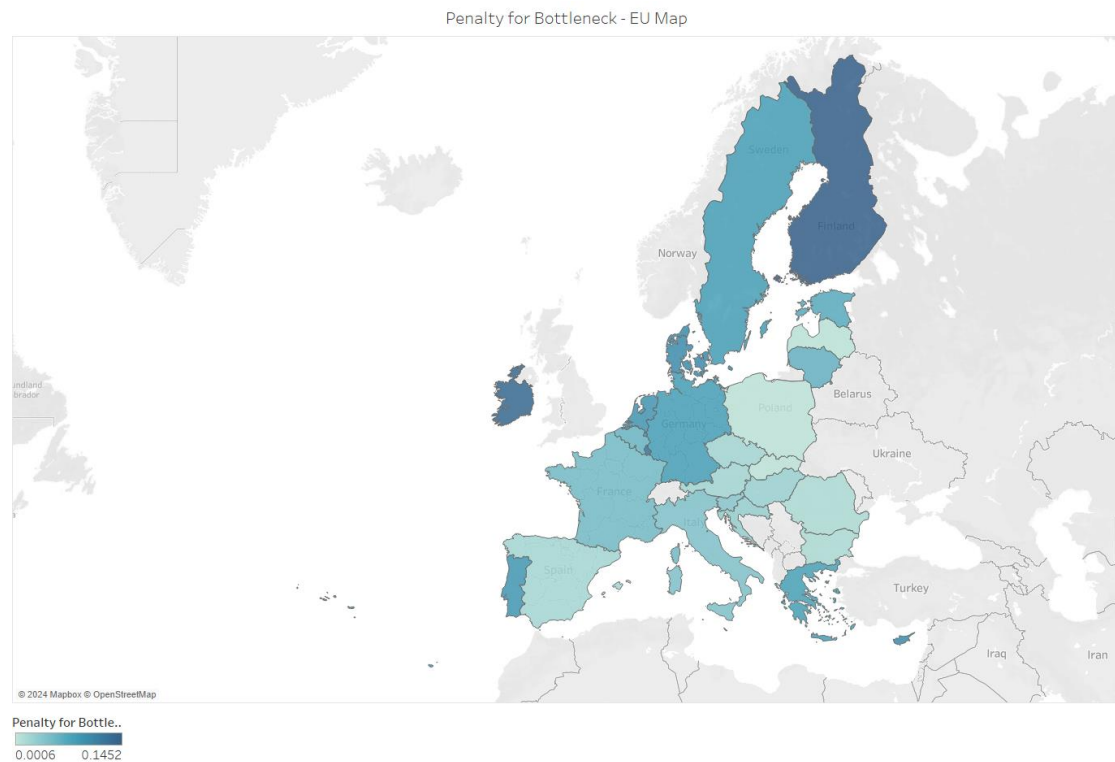 Penalty for Bottleneck - EU Map
Sweden
Finland
Norway
Belarus
Poland
Germany
Ukraine
France
Italy
Spain
Turkey
Iraq
Iran
© 2024 Mapbox © OpenStreetMap
Penalty for Bottle..
0.0006 0.1452